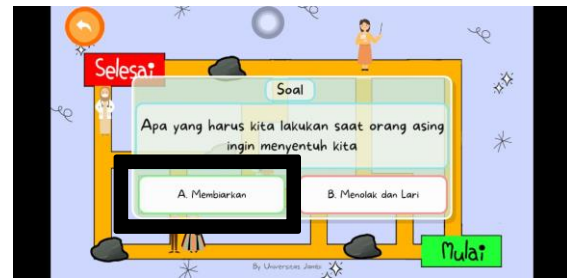 Selesai
Soal
Apa yang harus kita lakukan saat orang asing
ingin menyentuh kita
A. Membiarkan
B. Menolak dan Lari
Mulai
By Universitas Jambi